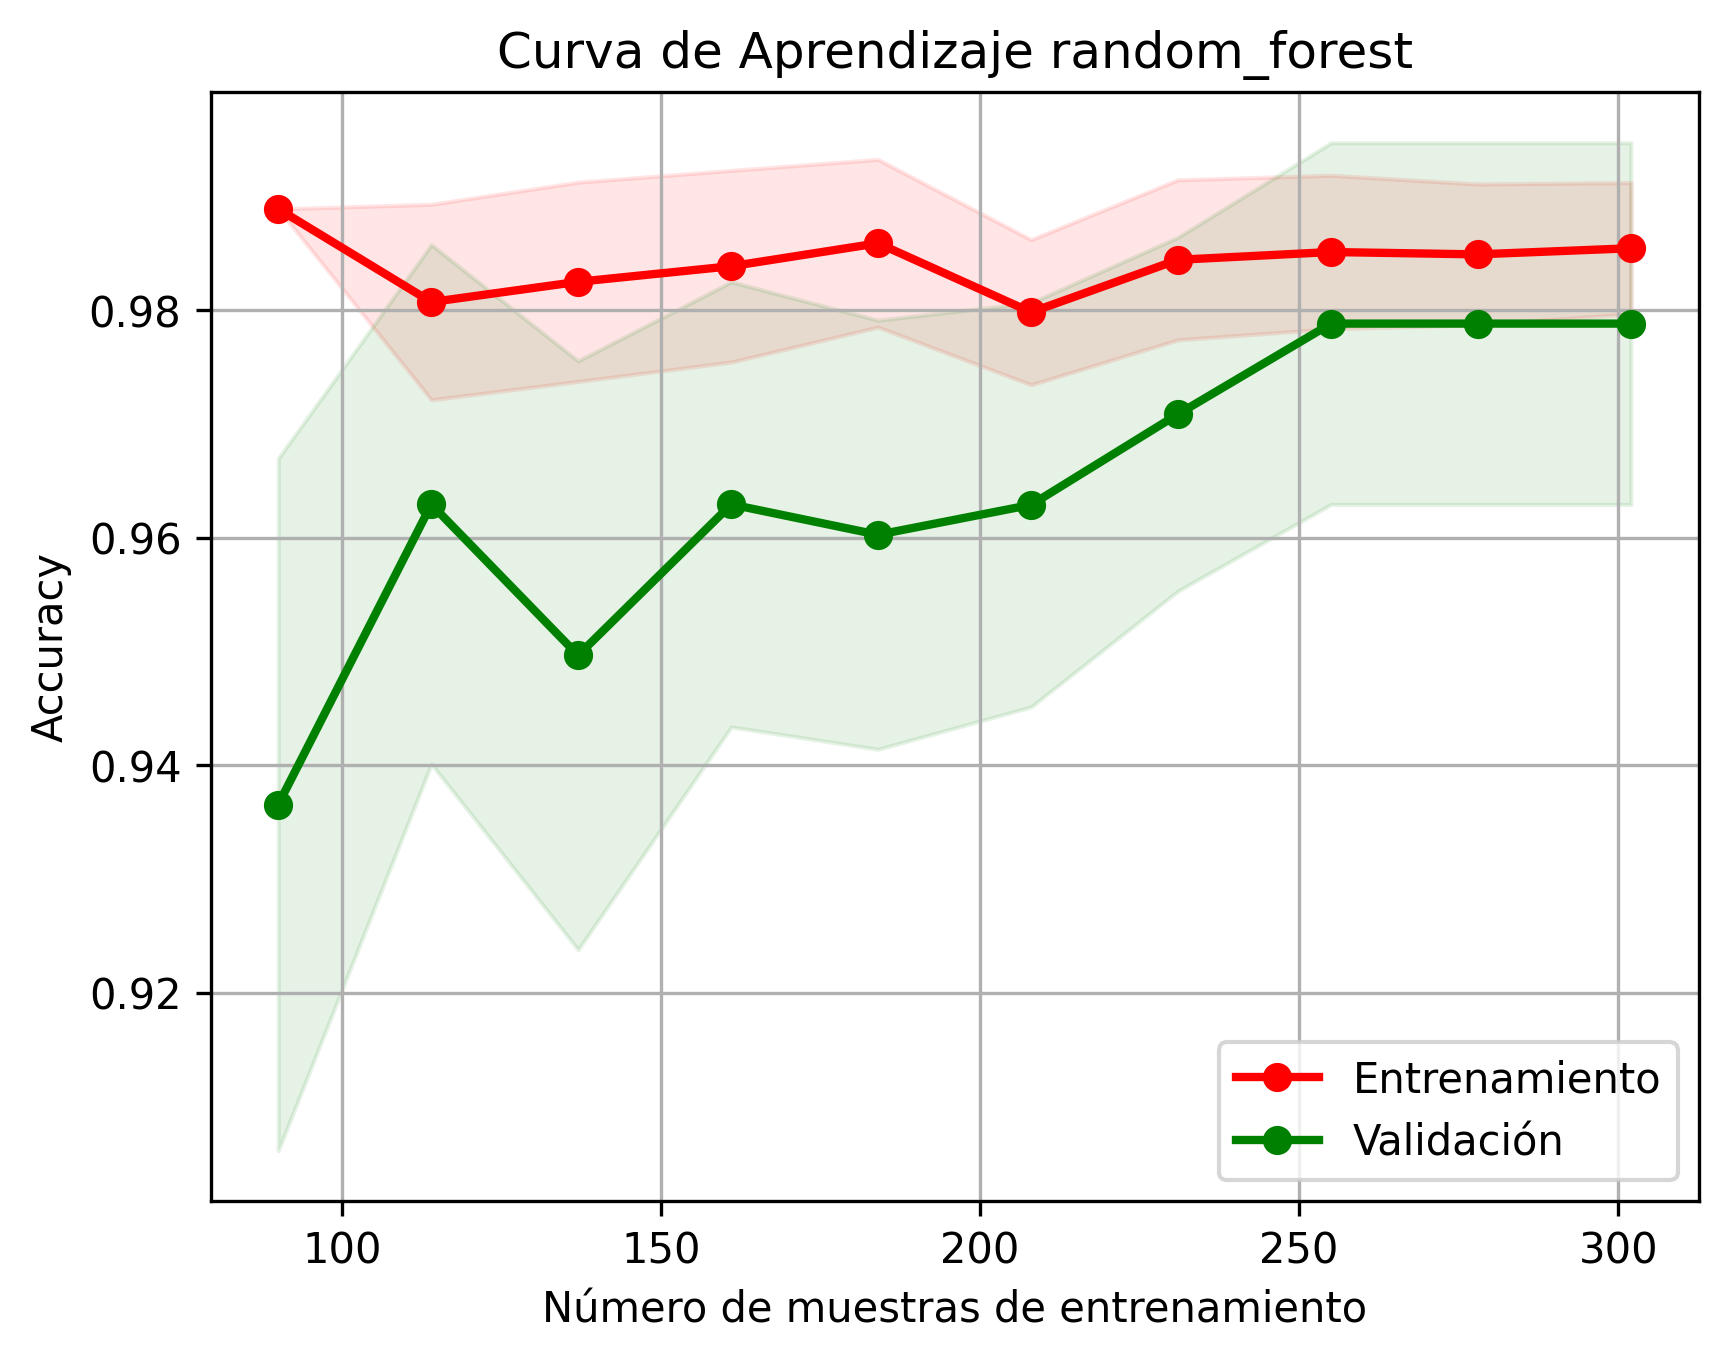 Curva de Aprendizaje random_forest
Accuracy
0.98
0.96
0.94
0.92
100 150 200 250 300
Número de muestras de entrenamiento
Entrenamiento
Validación